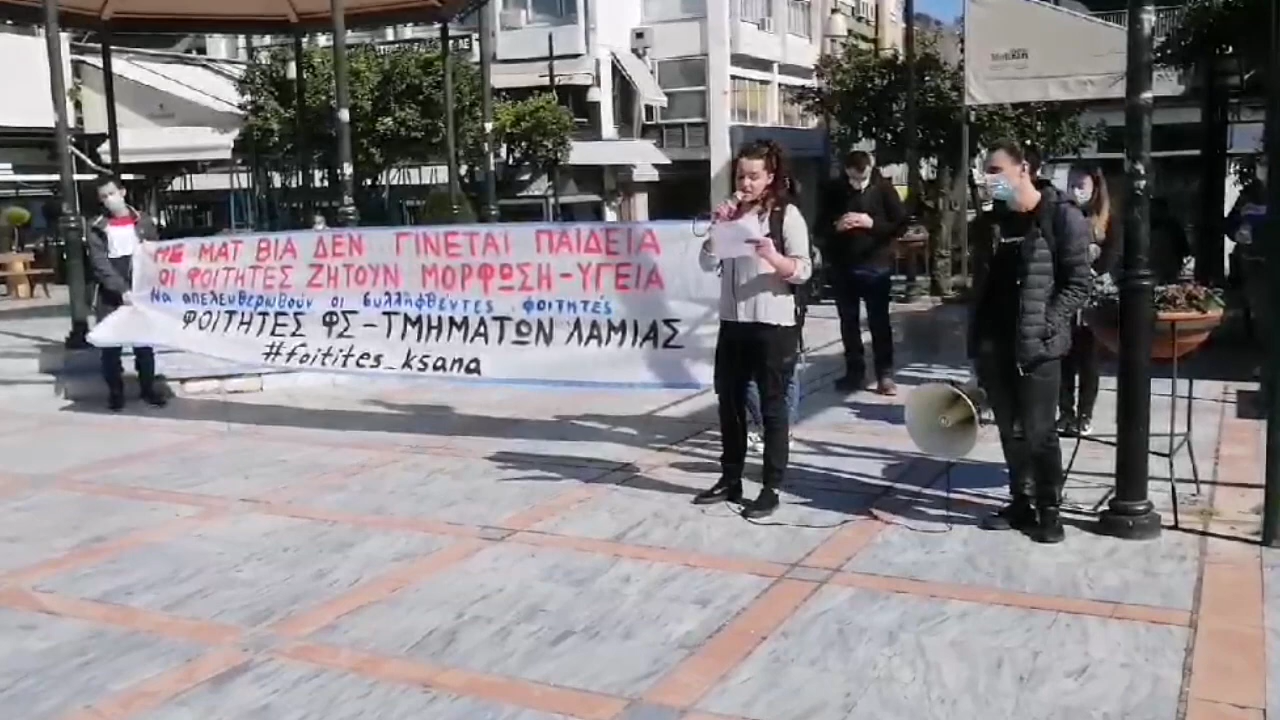 ΜΕ ΜΑΤ ΒΙΑ ΔΕΝ ΓΙΝΕΤΑΙ ΠΑΙΔΕΙΑ
ΟΙ ΦΟΙΤΗΤΕΣ ΖΗΤΟΥΝ ΜΟΡΦΩΣΗ-ΥΓΕΙΑ
Να απελευθερωθούν οι συλληφθέντες φοιτητές
ΦΟΙΤΗΤΕΣ ΦΣ-ΤΜΗΜΑΤΩΝ ΛΑΜΙΑΣ
#foitites_ksana